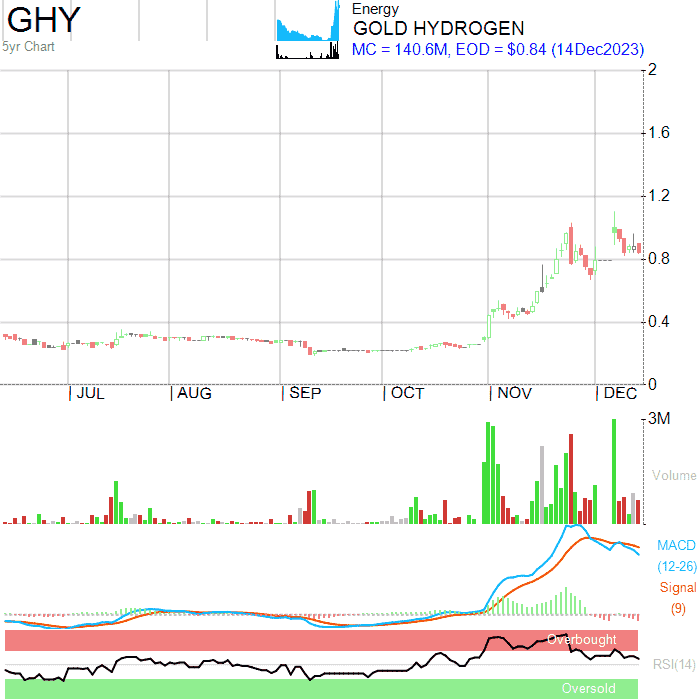 GHY
5yr Chart
Energy
GOLD HYDROGEN
MC = 140.6M, EOD = $0.84 (14Dec2023)
2
1.6
1.2
0.8
0.4
0
JUL AUG SEP OCT NOV DEC
3M
Volume
MACD
(12-26)
Signal
(9)
Overbought
RSI(14)
Oversold